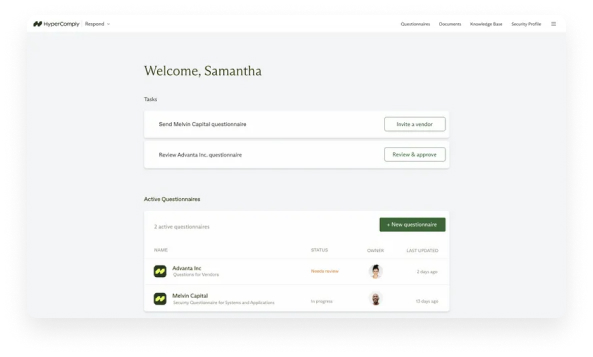 HyperComply Respond
Questionnaires Documents Knowledge Base Security Profile
Welcome, Samantha
Tasks
Bend Melvin Capital questionnaire
Invite a vendor
Review Advanta Inc. questionnaire
Review & approve
Active Questionnaires
2 active questionnaires
+ New questionnaire
NAME STATUS OWNER LAST UPDATED
Advanta Inc
Questions for Vendors
Needs review
2 days ago
Melvin Capital
Security Questionnaire for Systems and Applications
In progress
13 days ago